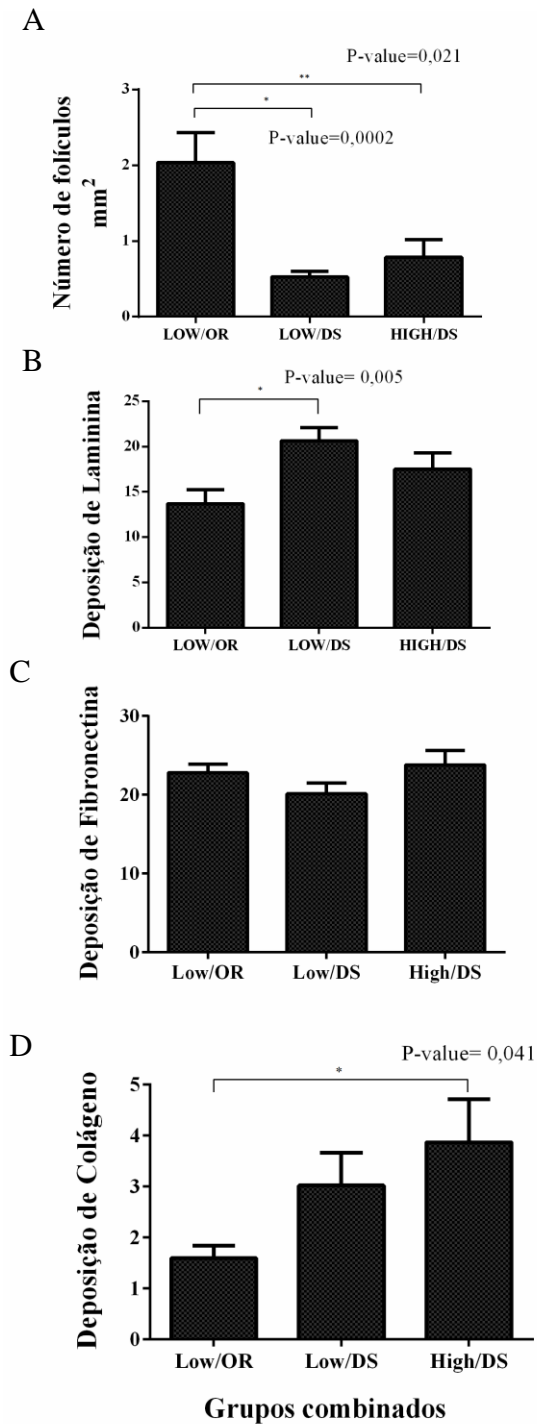 A
P-value=0,021
**
*
P-value=0,0002
Número de folículos
mm²
3
2
1
0
LOW/OR LOW/DS HIGH/DS
B
P-value= 0,005
*
Deposição de Laminina
25
20
15
10
5
0
LOW/OR LOW/DS HIGH/DS
C
Deposição de Fibronectina
30
20
10
0
Low/OR Low/DS High/DS
D
P-value= 0,041
*
Deposição de Colágeno
5
4
3
2
1
0
Low/OR Low/DS High/DS
Grupos combinados